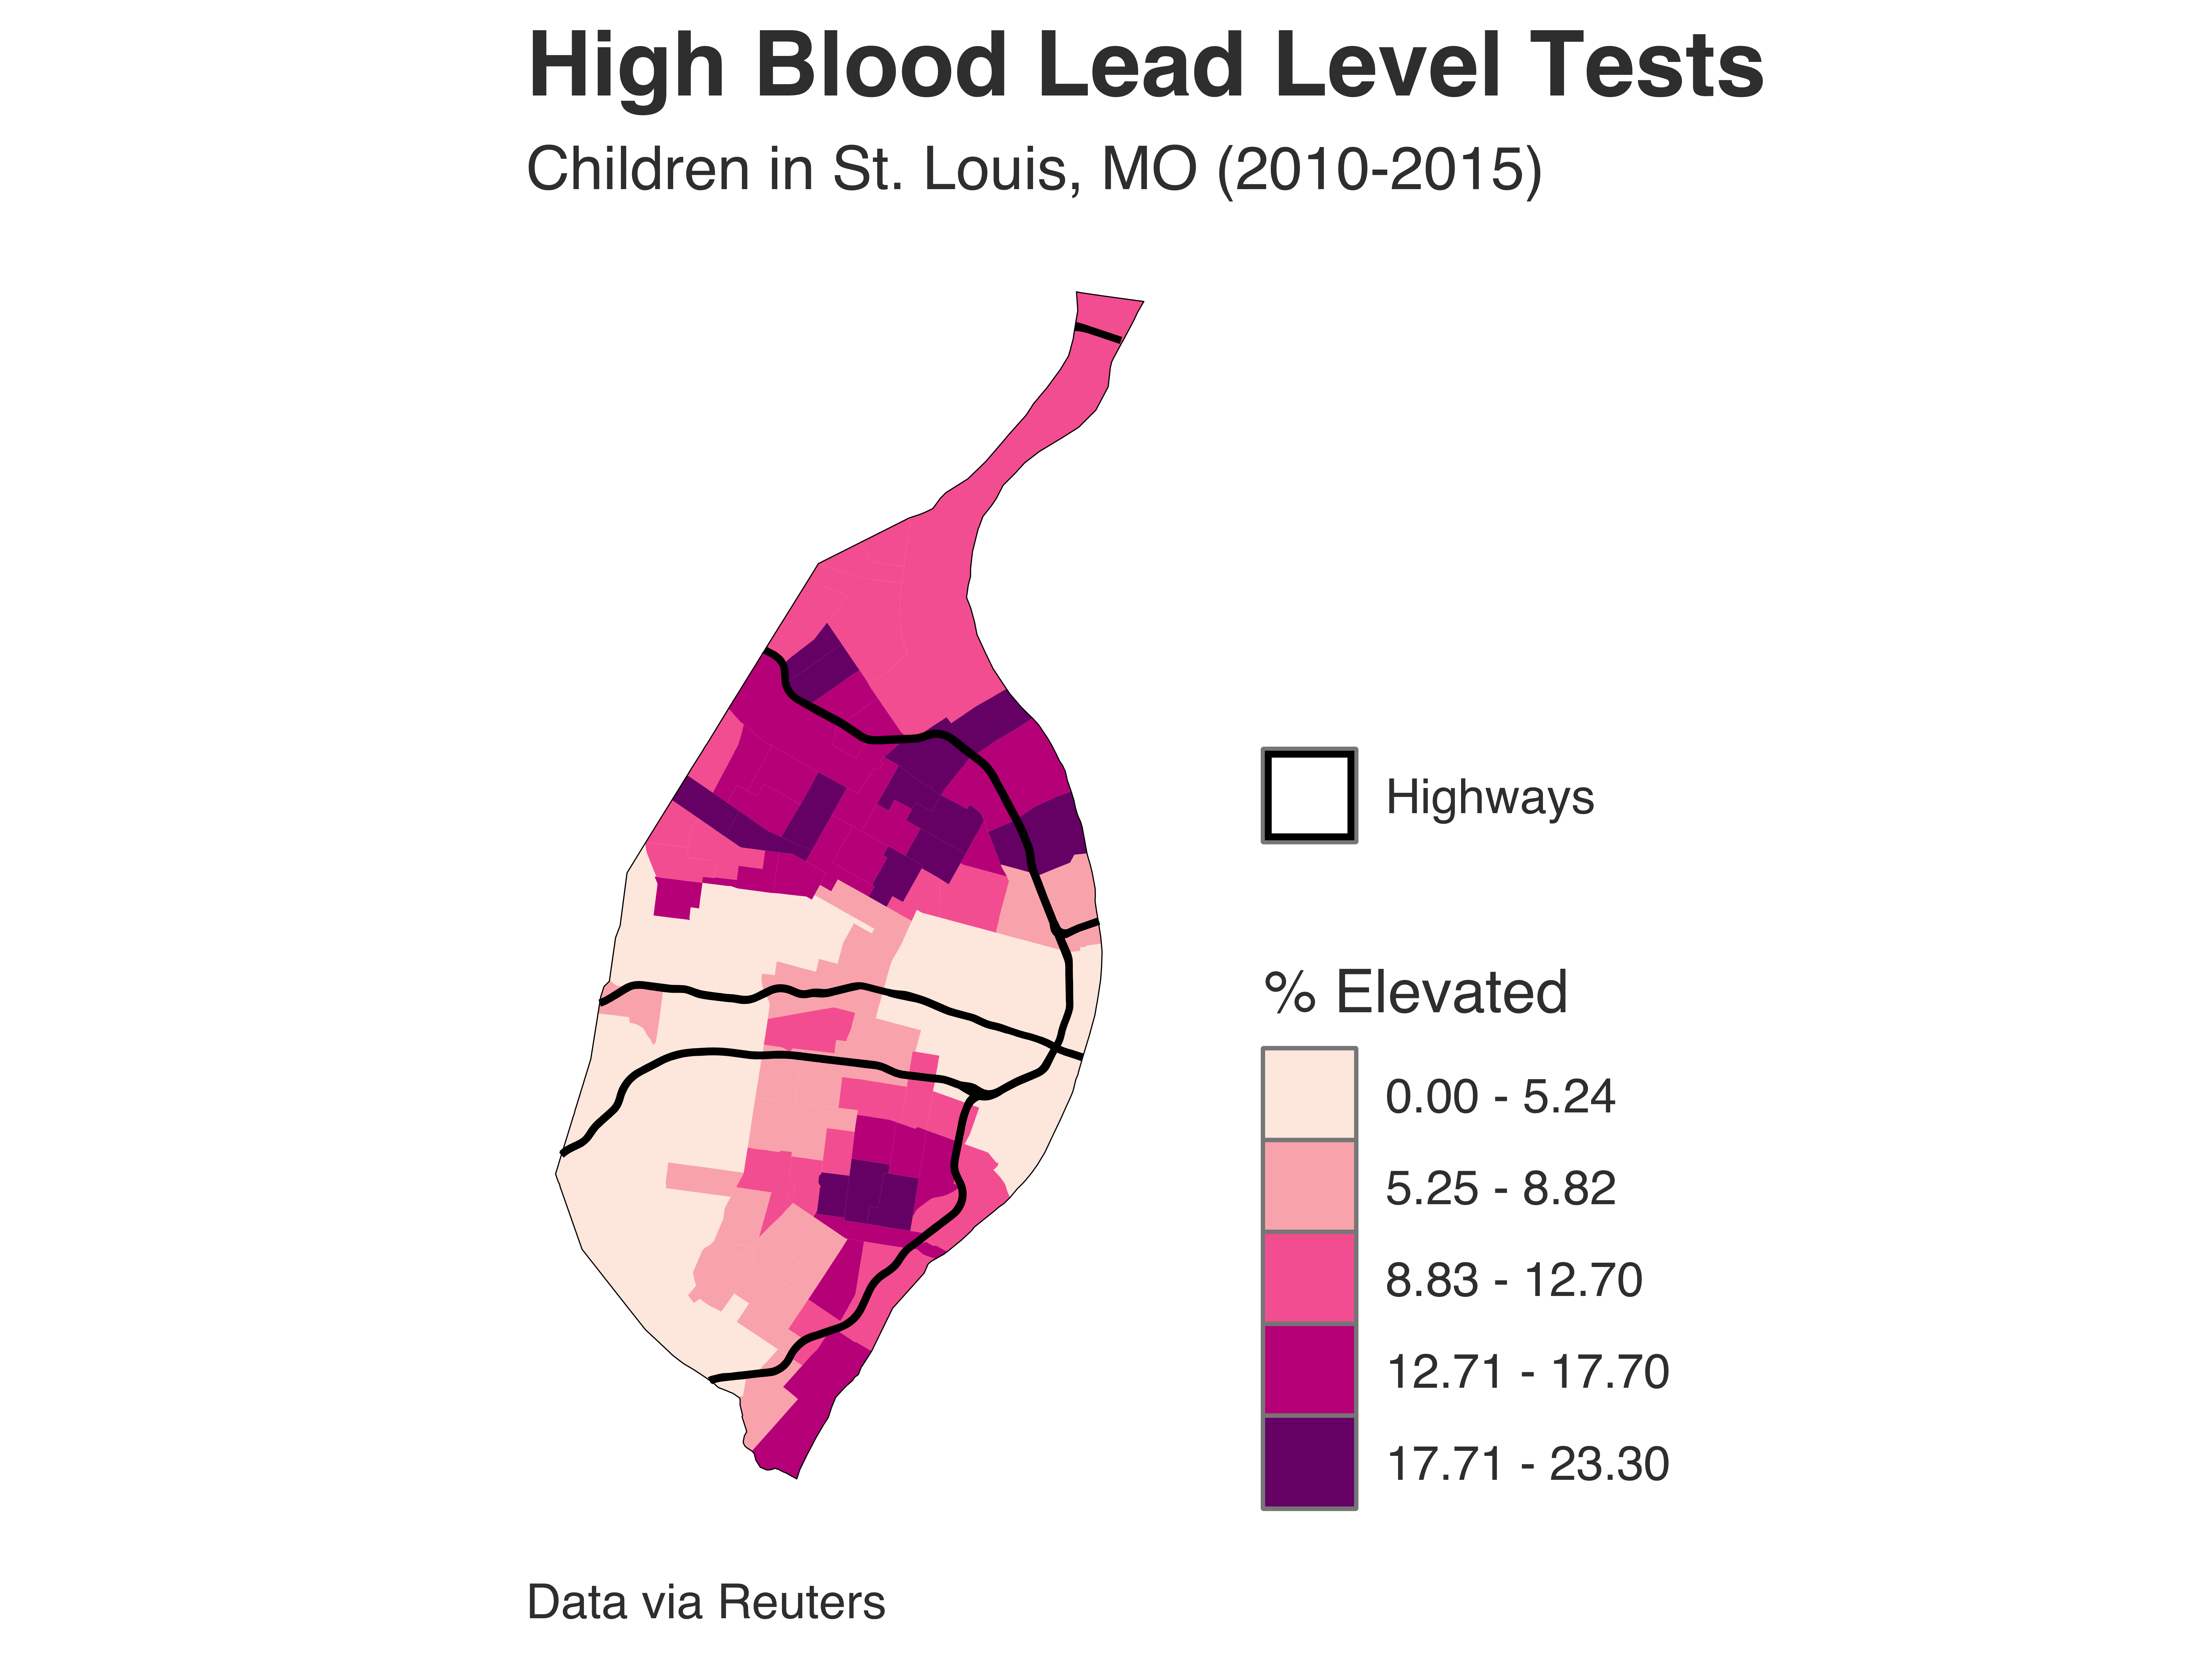 High Blood Lead Level Tests
Children in St. Louis, MO (2010-2015)
Highways
% Elevated
0.00 - 5.24
5.25 - 8.82
8.83 - 12.70
12.71 - 17.70
17.71 - 23.30
Data via Reuters